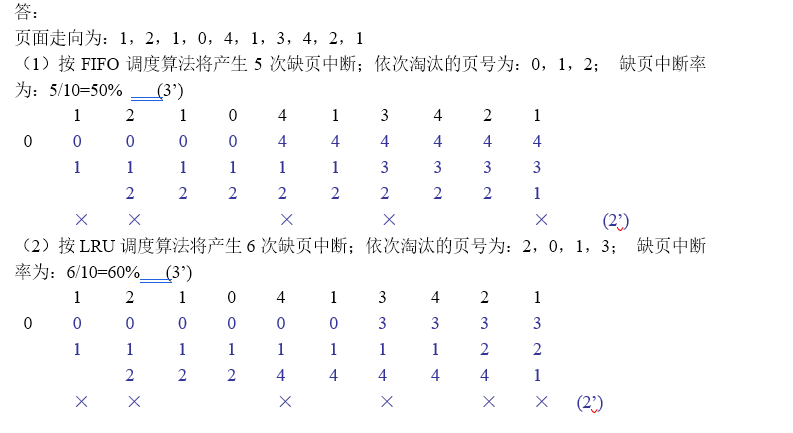 答：
页面走向为：1，2，1，0，4，1，3，4，2，1
（1）按 FIFO 调度算法将产生 5 次缺页中断；依次淘汰的页号为：0，1，2； 缺页中断率
为：5/10=50% (3’)
1 2 1 0 4 1 3 4 2 1
0 0 0 0 0 4 4 4 4 4 4
1 1 1 1 1 1 3 3 3 3
2 2 2 2 2 2 2 2 1
× × × × × (2’)
（2）按 LRU 调度算法将产生 6 次缺页中断；依次淘汰的页号为：2，0，1，3； 缺页中断
率为：6/10=60% (3’)
1 2 1 0 4 1 3 4 2 1
0 0 0 0 0 0 0 3 3 3 3
1 1 1 1 1 1 1 1 2 2
2 2 2 4 4 4 4 4 1
× × × × × × (2’)